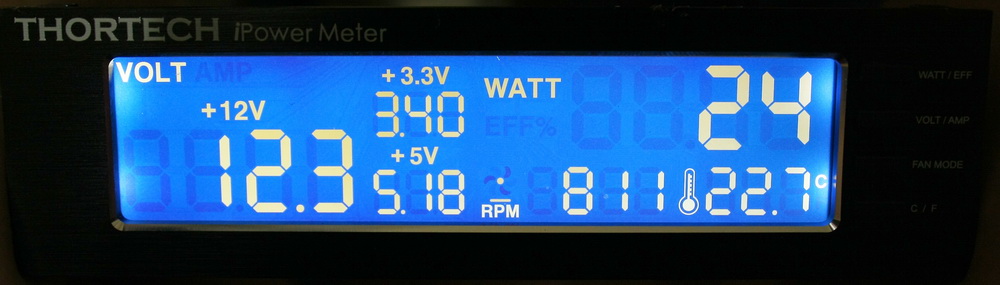 THORTECH iPower Meter
VOLT AMP
+12V
12.3
+3.3V
3.40
+5V
5.18
WATT
24
EFF%
RPM
811
22.7 C
WATT / EFF
VOLT / AMP
FAN MODE
C / F